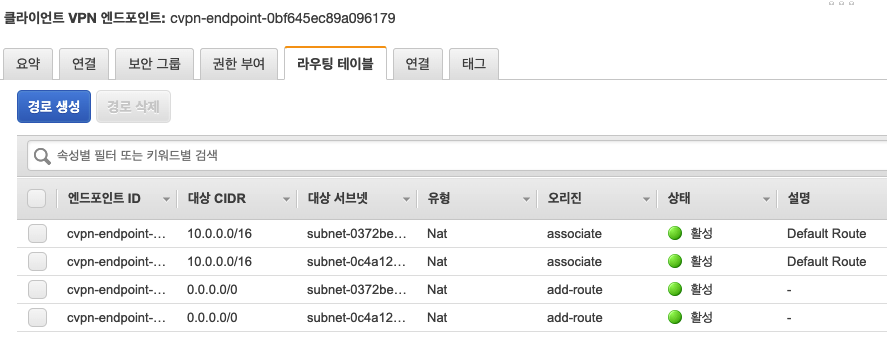 클라이언트 VPN 엔드포인트: cvpn-endpoint-0bf645ec89a096179
요약 연결 보안 그룹 권한 부여 라우팅 테이블 연결 태그
경로 생성 경로 삭제
속성별 필터 또는 키워드별 검색
엔드포인트 ID 대상 CIDR 대상 서브넷 유형 오리진 상태 설명
cvpn-endpoint-... 10.0.0.0/16 subnet-0372be... Nat associate 활성 Default Route
cvpn-endpoint-... 10.0.0.0/16 subnet-0c4a12... Nat associate 활성 Default Route
cvpn-endpoint-... 0.0.0.0/0 subnet-0372be... Nat add-route 활성 -
cvpn-endpoint-... 0.0.0.0/0 subnet-0c4a12... Nat add-route 활성 -